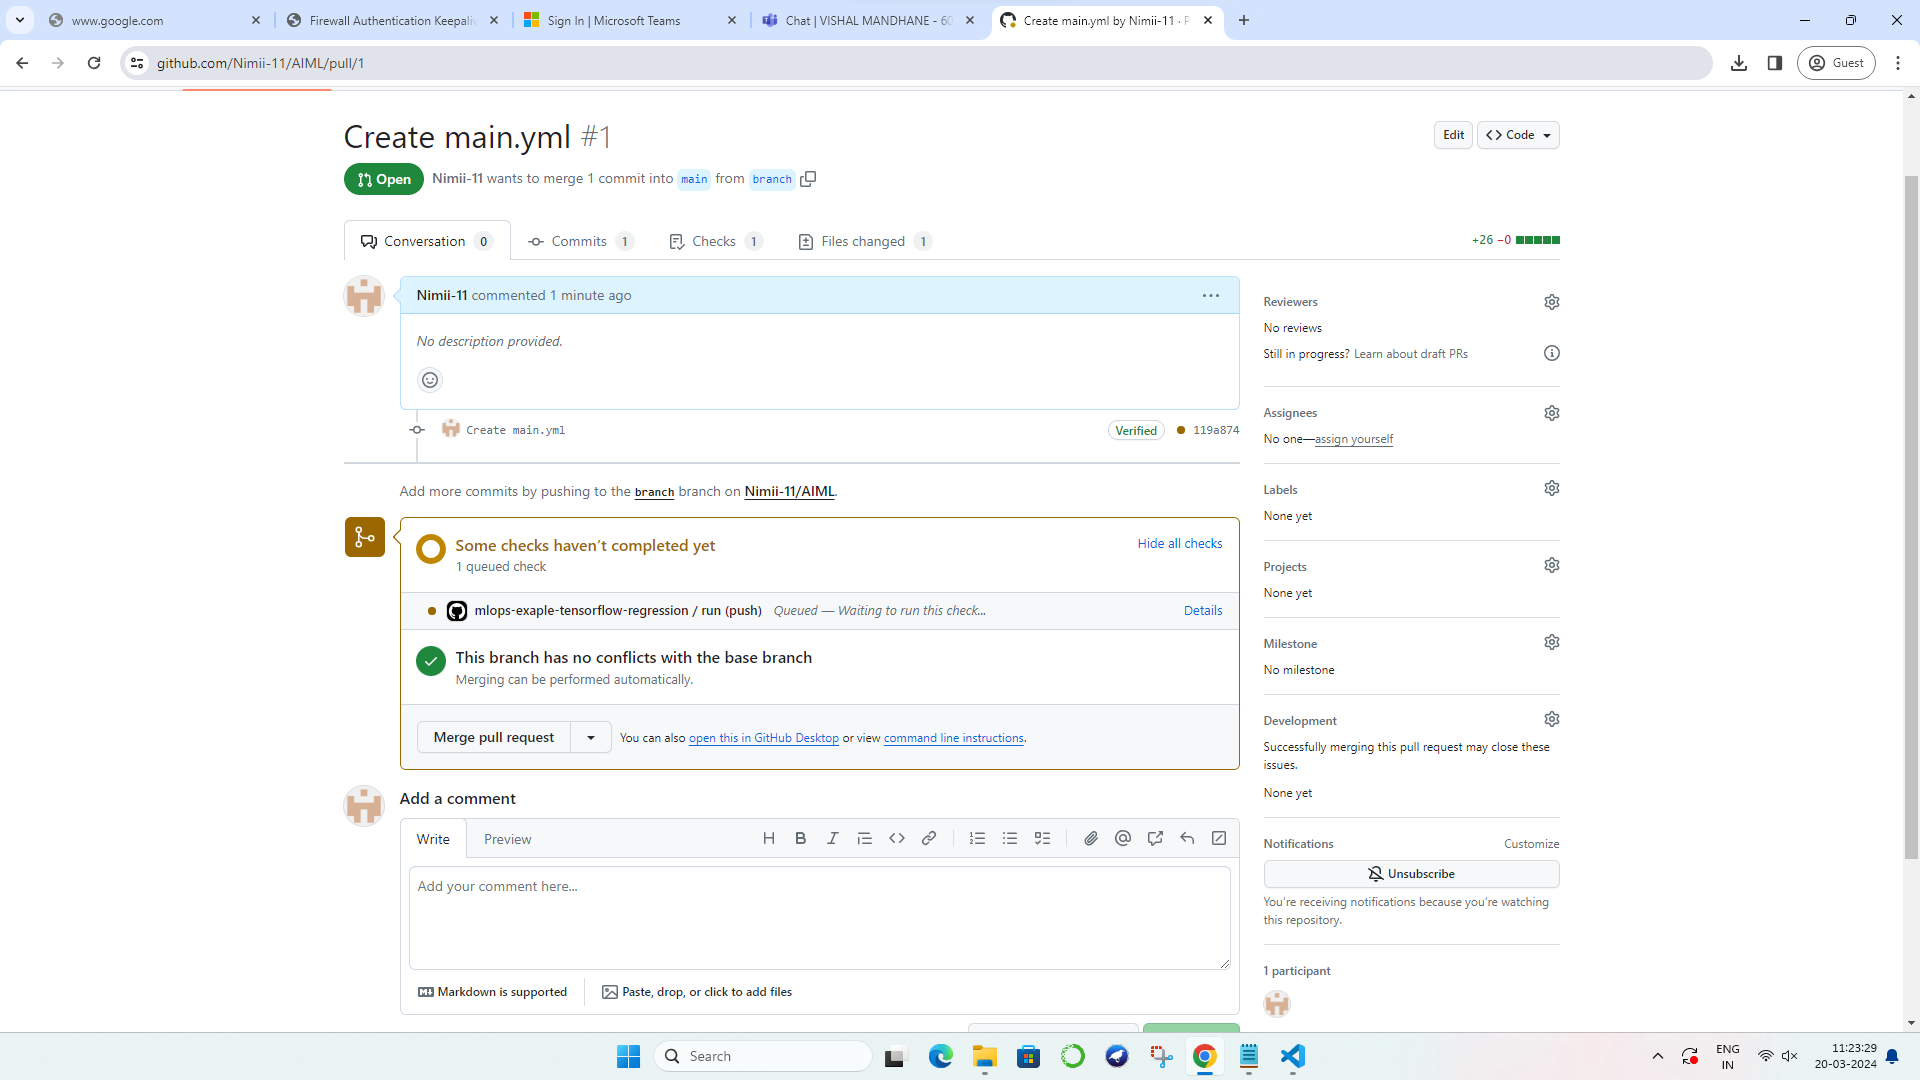 www.google.com
Firewall Authentication Keepaliv
Sign In | Microsoft Teams
Chat | VISHAL MANDHANE - 60
Create main.yml by Nimii-11 · P
github.com/Nimii-11/AIML/pull/1
Guest
Create main.yml #1
Edit
<> Code
Open
Nimii-11 wants to merge 1 commit into main from branch
Conversation 0
Commits 1
Checks 1
Files changed 1
+26 −0
Nimii-11 commented 1 minute ago
No description provided.
Create main.yml
Verified
119a874
Add more commits by pushing to the branch branch on Nimii-11/AIML.
Some checks haven't completed yet
Hide all checks
1 queued check
mlops-exaple-tensorflow-regression / run (push) Queued — Waiting to run this check...
Details
This branch has no conflicts with the base branch
Merging can be performed automatically.
Merge pull request
You can also open this in GitHub Desktop or view command line instructions.
Add a comment
Write
Preview
Add your comment here...
Markdown is supported
Paste, drop, or click to add files
Reviewers
No reviews
Still in progress? Learn about draft PRs
Assignees
No one—assign yourself
Labels
None yet
Projects
None yet
Milestone
No milestone
Development
Successfully merging this pull request may close these
issues.
None yet
Notifications
Customize
Unsubscribe
You're receiving notifications because you're watching
this repository.
1 participant
Search
ENG
IN
11:23:29
20-03-2024